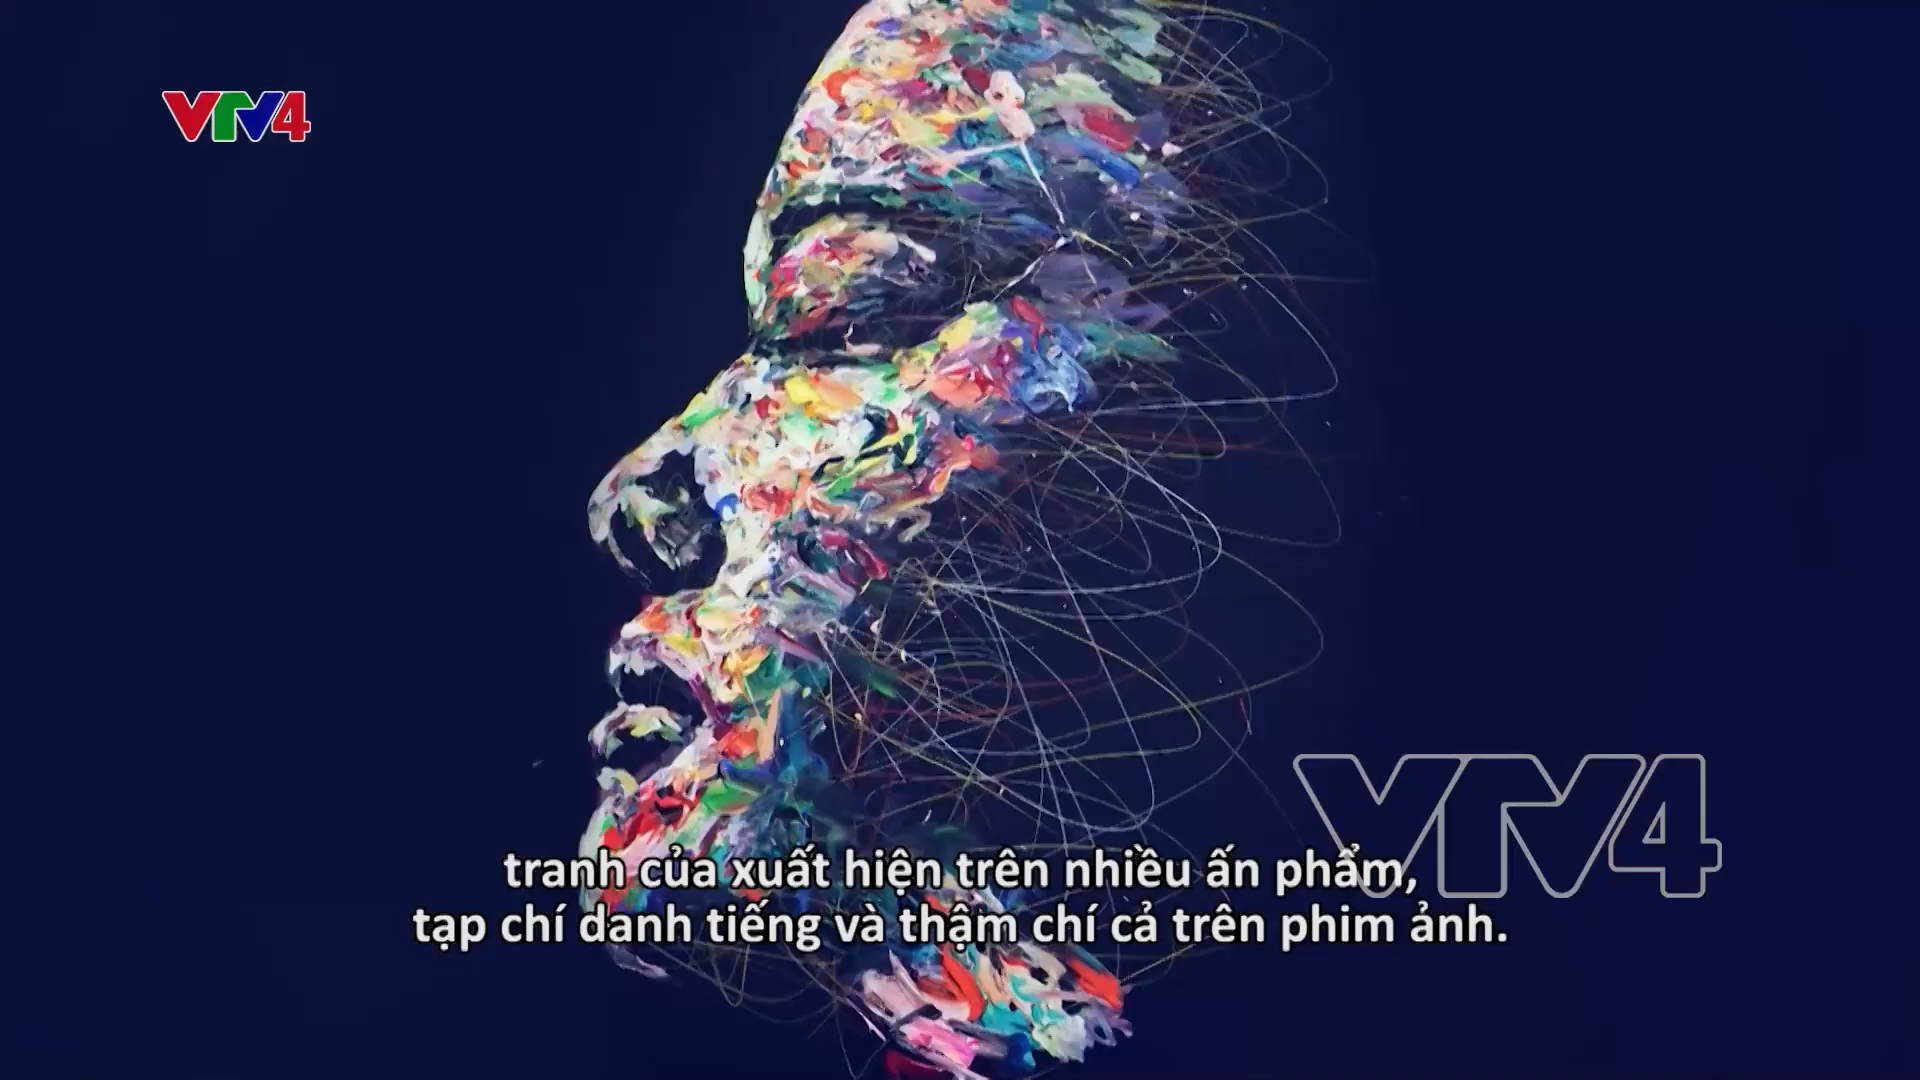 VTV4
VTV4
tranh của xuất hiện trên nhiều ấn phẩm,
tạp chí danh tiếng và thậm chí cả trên phim ảnh.